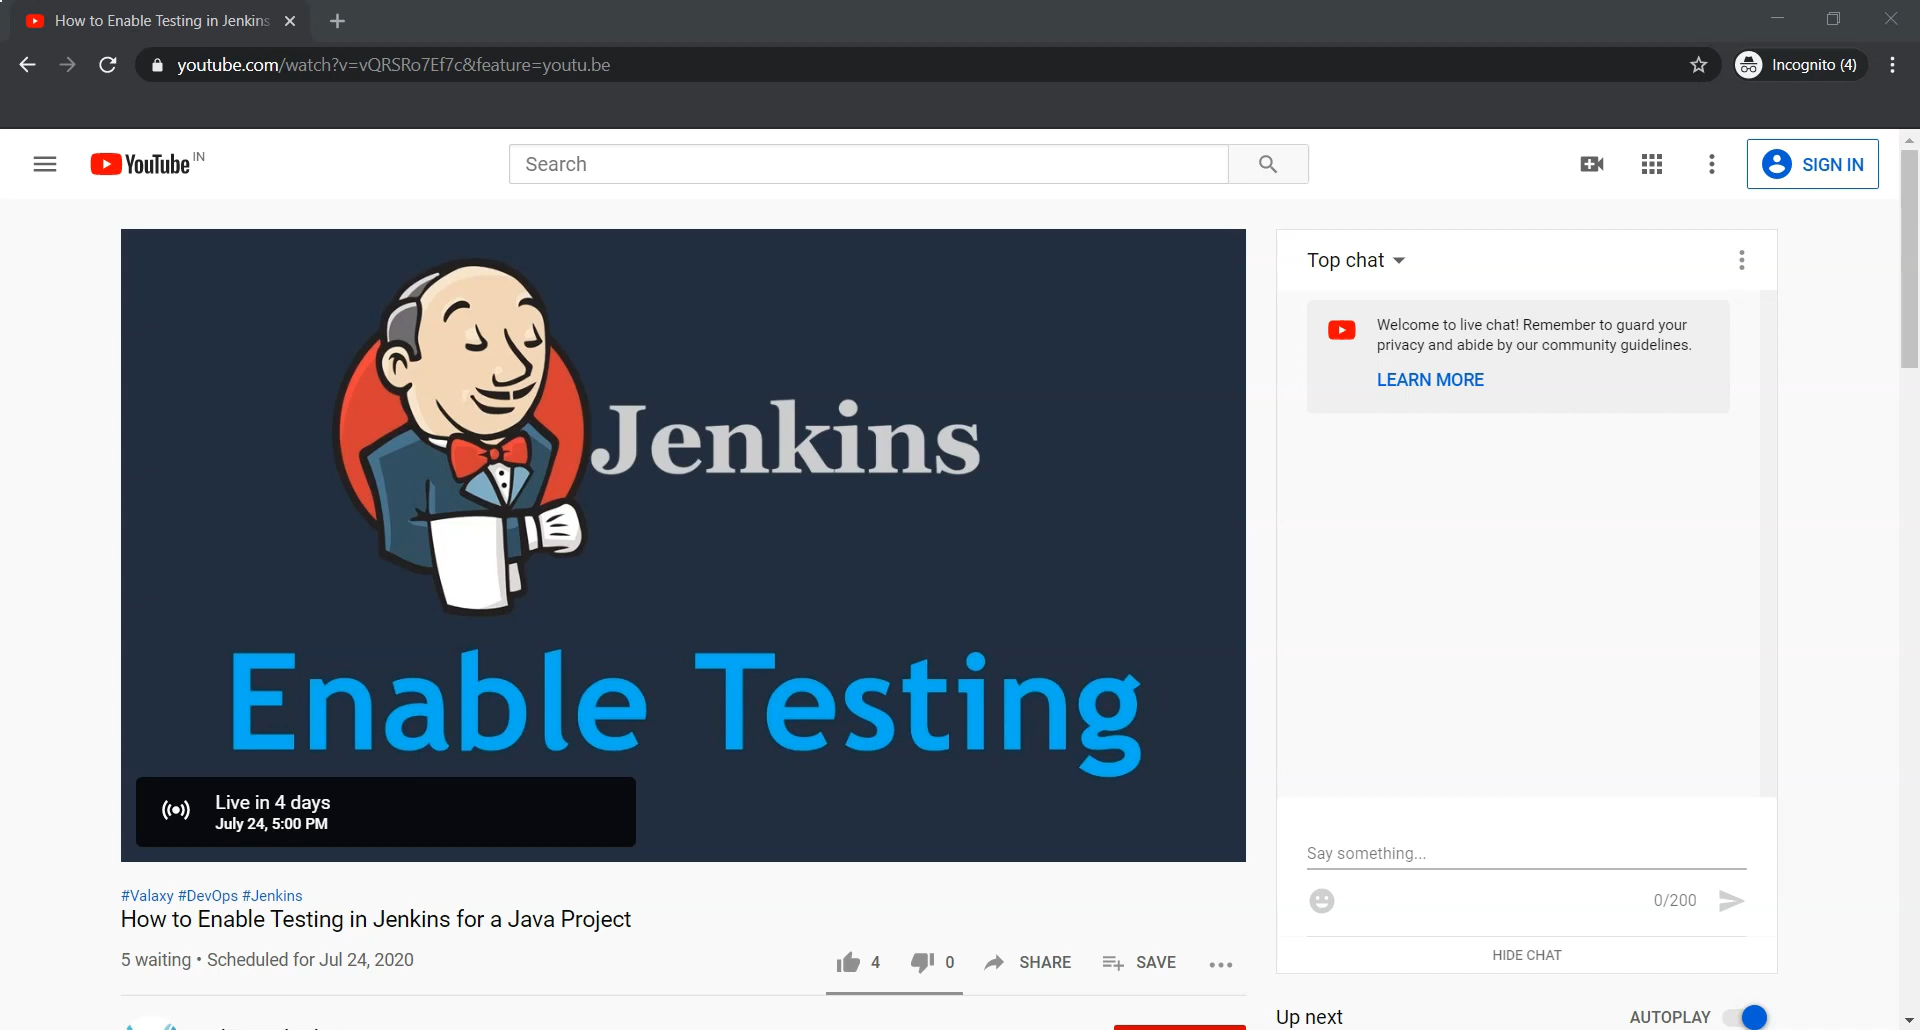 How to Enable Testing in Jenkins
youtube.com/watch?v=vQRSRo7Ef7c&feature=youtu.be
Incognito (4)
YouTube IN
Search
SIGN IN
Jenkins
Enable Testing
Live in 4 days
July 24, 5:00 PM
Top chat
Welcome to live chat! Remember to guard your
privacy and abide by our community guidelines.
LEARN MORE
Say something...
0/200
HIDE CHAT
#Valaxy #DevOps #Jenkins
How to Enable Testing in Jenkins for a Java Project
5 waiting • Scheduled for Jul 24, 2020
4
0
SHARE
SAVE
Up next
AUTOPLAY